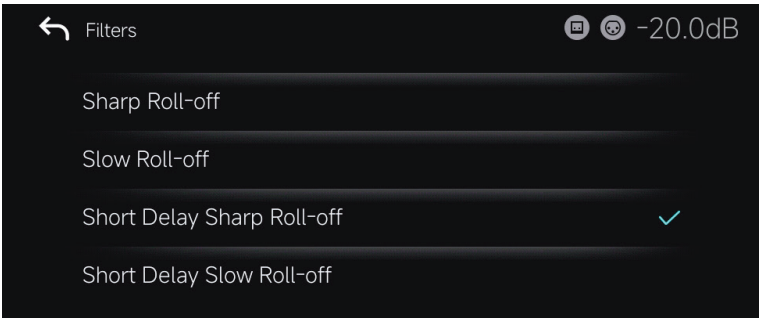 Filters
-20.0dB
Sharp Roll-off
Slow Roll-off
Short Delay Sharp Roll-off
Short Delay Slow Roll-off